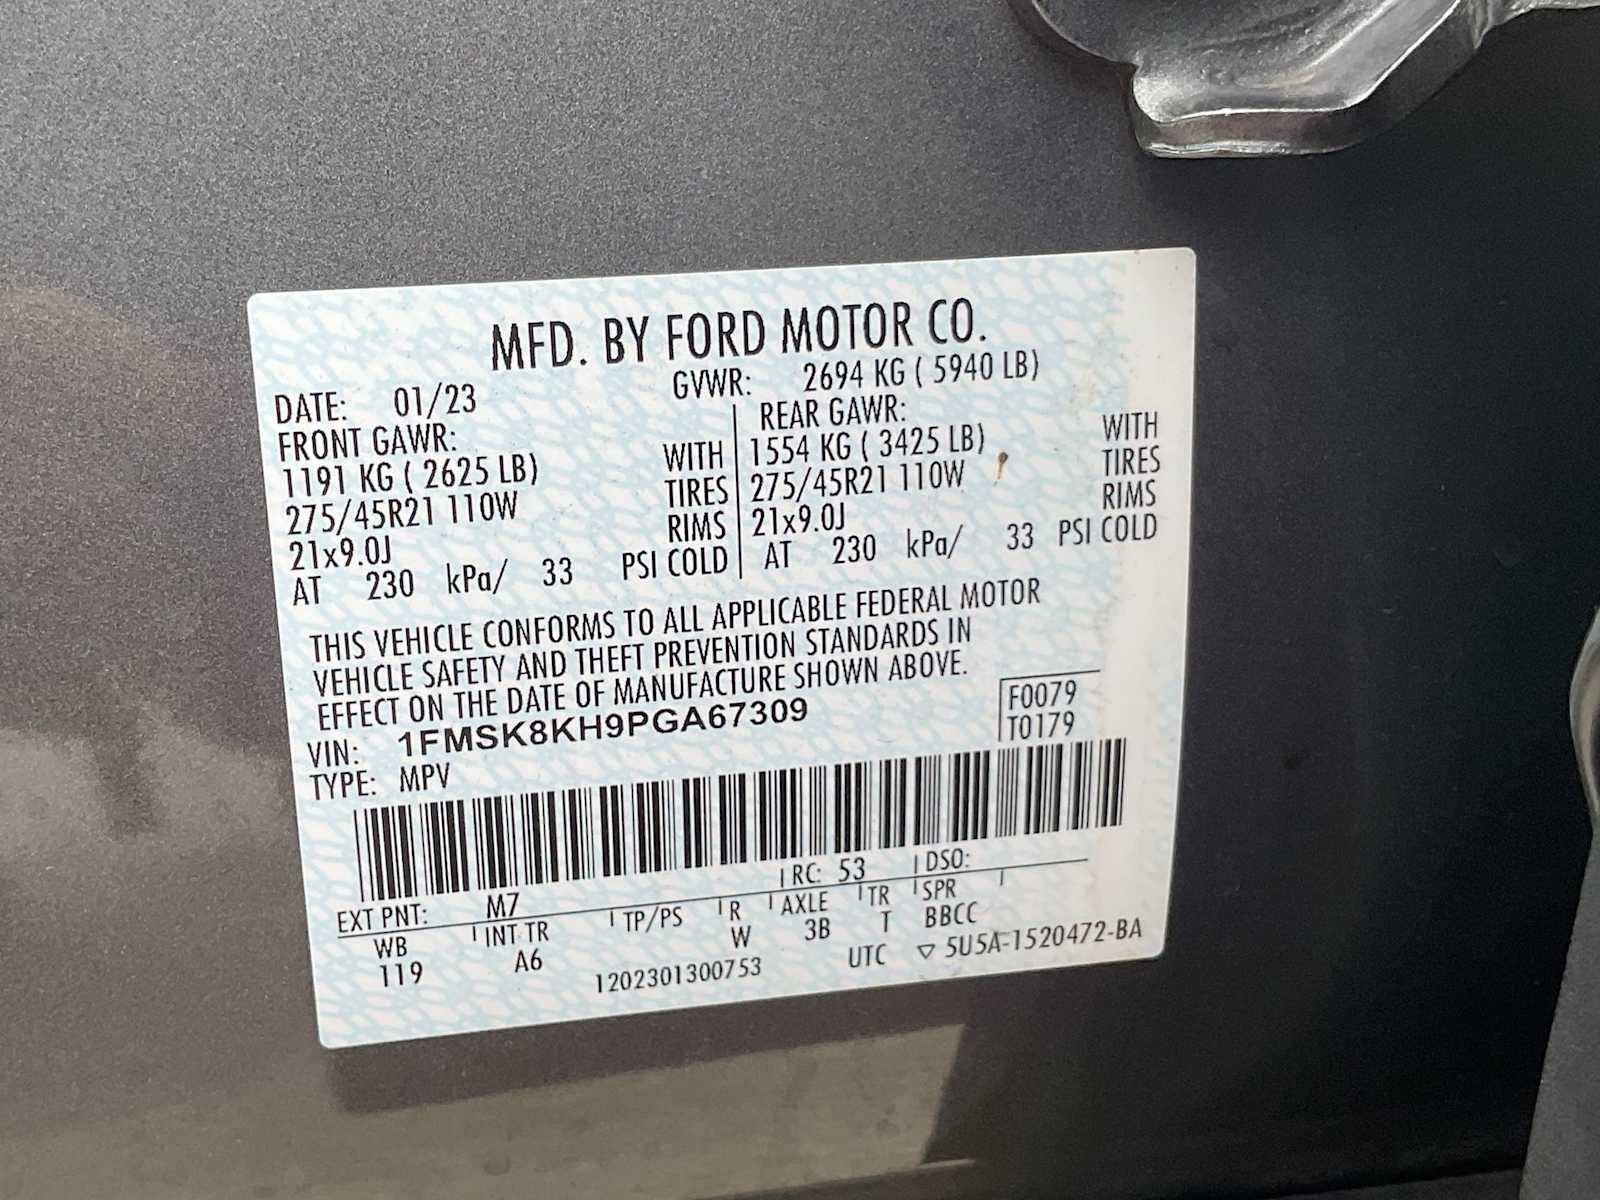 MFD. BY FORD MOTOR CO.
DATE: 01/23 GVWR: 2694 KG ( 5940 LB)
FRONT GAWR: REAR GAWR:
1191 KG ( 2625 LB) WITH 1554 KG ( 3425 LB) WITH
275/45R21 110W TIRES 275/45R21 110W TIRES
21x9.0J RIMS 21x9.0J RIMS
AT 230 kPa/ 33 PSI COLD AT 230 kPa/ 33 PSI COLD
THIS VEHICLE CONFORMS TO ALL APPLICABLE FEDERAL MOTOR
VEHICLE SAFETY AND THEFT PREVENTION STANDARDS IN
EFFECT ON THE DATE OF MANUFACTURE SHOWN ABOVE.
VIN: 1FMSK8KH9PGA67309 F0079
TYPE: MPV T0179
EXT PNT: M7 RC: 53 DSO:
WB INT TR TP/PS R AXLE TR SPR
119 A6 W 3B T BBCC
1202301300753 UTC ▽ 5U5A-1520472-BA